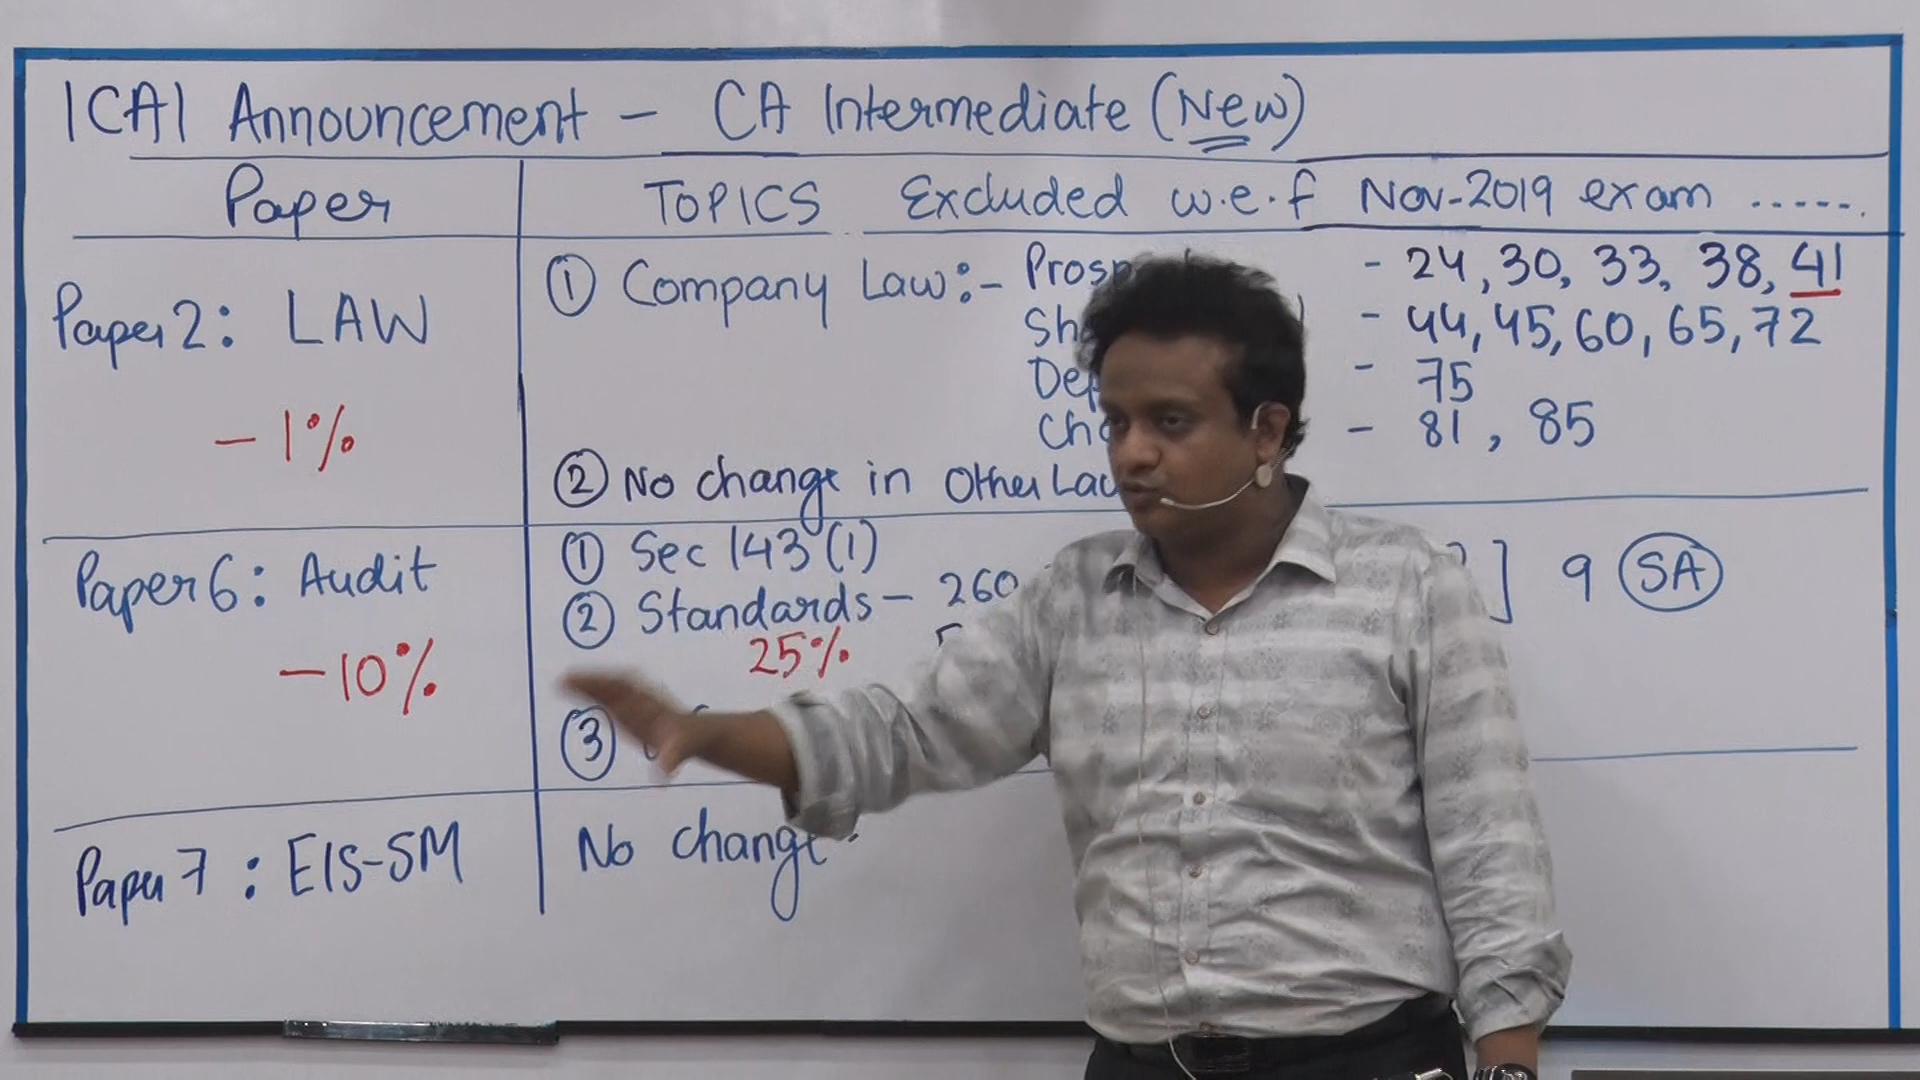 ICAI Announcement - CA Intermediate (New)
Paper TOPICS Excluded w.e.f Nov-2019 exam ......
Paper 2: LAW
- 1%
① Company Law:- - 24, 30, 33, 38, 41
- 44, 45, 60, 65, 72
- 75
- 81, 85
② No change in Other
Paper 6: Audit
- 10%
① Sec 143 (1)
② Standards - 260 ] 9 SA
25%
③
Paper 7: EIS-SM
No change.